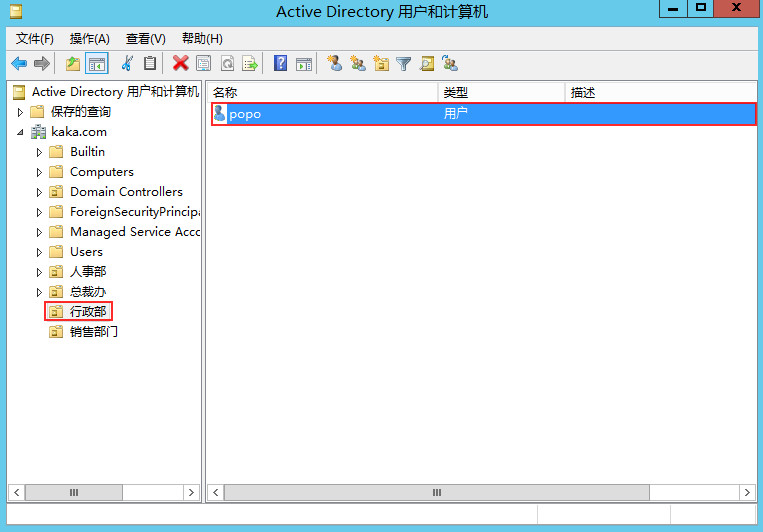 Active Directory 用户和计算机
文件(F) 操作(A) 查看(V) 帮助(H)
Active Directory 用户和计算机
保存的查询
kaka.com
Builtin
Computers
Domain Controllers
ForeignSecurityPrincipa
Managed Service Acco
Users
人事部
总裁办
行政部
销售部门
名称 类型 描述
popo 用户